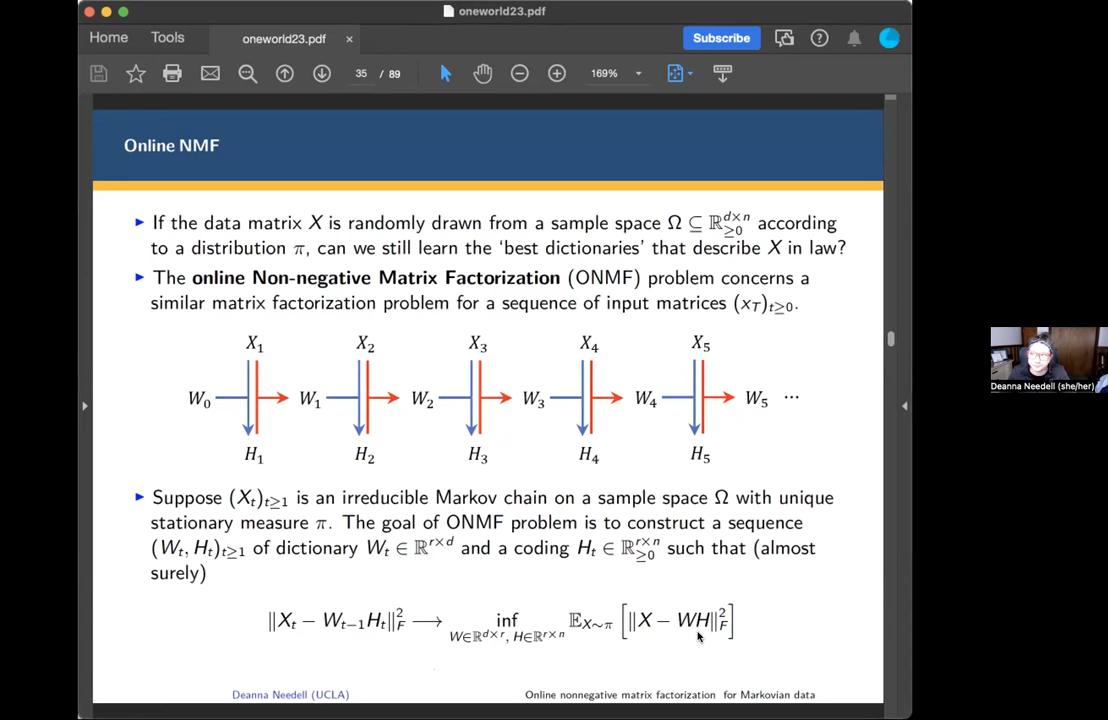 oneworld23.pdf
Home Tools oneworld23.pdf × Subscribe
35 / 89 169%
Online NMF
If the data matrix X is randomly drawn from a sample space Ω ⊆ ℝ^{d×n}_{≥0} according
to a distribution π, can we still learn the ‘best dictionaries’ that describe X in law?
The online Non-negative Matrix Factorization (ONMF) problem concerns a
similar matrix factorization problem for a sequence of input matrices (x_T)_{t≥0}.
X₁ X₂ X₃ X₄ X₅
W₀ W₁ W₂ W₃ W₄ W₅ ⋯
H₁ H₂ H₃ H₄ H₅
Deanna Needell (she/her)
Suppose (X_t)_{t≥1} is an irreducible Markov chain on a sample space Ω with unique
stationary measure π. The goal of ONMF problem is to construct a sequence
(W_t, H_t)_{t≥1} of dictionary W_t ∈ ℝ^{r×d} and a coding H_t ∈ ℝ^{r×n}_{≥0} such that (almost
surely)
‖X_t − W_{t−1}H_t‖²_F ⟶ inf_{W∈ℝ^{d×r}, H∈ℝ^{r×n}} 𝔼_{X∼π} [‖X − WH‖²_F]
Deanna Needell (UCLA) Online nonnegative matrix factorization for Markovian data